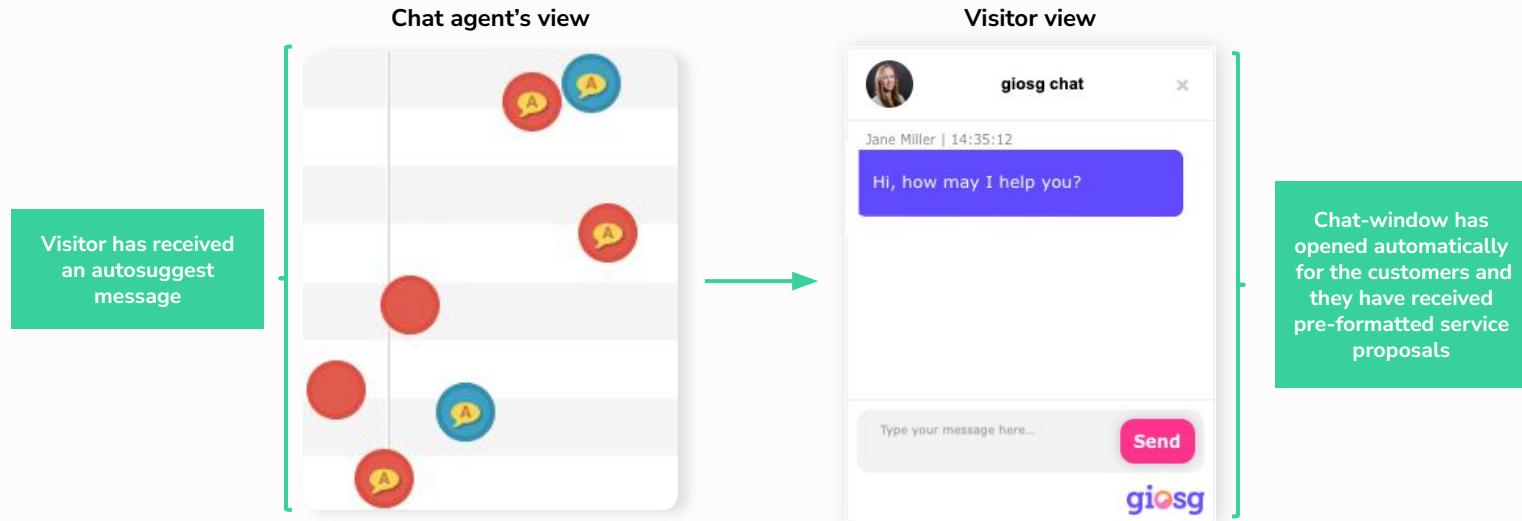 Chat agent's view
Visitor view
Visitor has received
an autosuggest
message
A
A
A
A
A
giosg chat
×
Jane Miller | 14:35:12
Hi, how may I help you?
Type your message here...
Send
giosg
Chat-window has
opened automatically
for the customers and
they have received
pre-formatted service
proposals